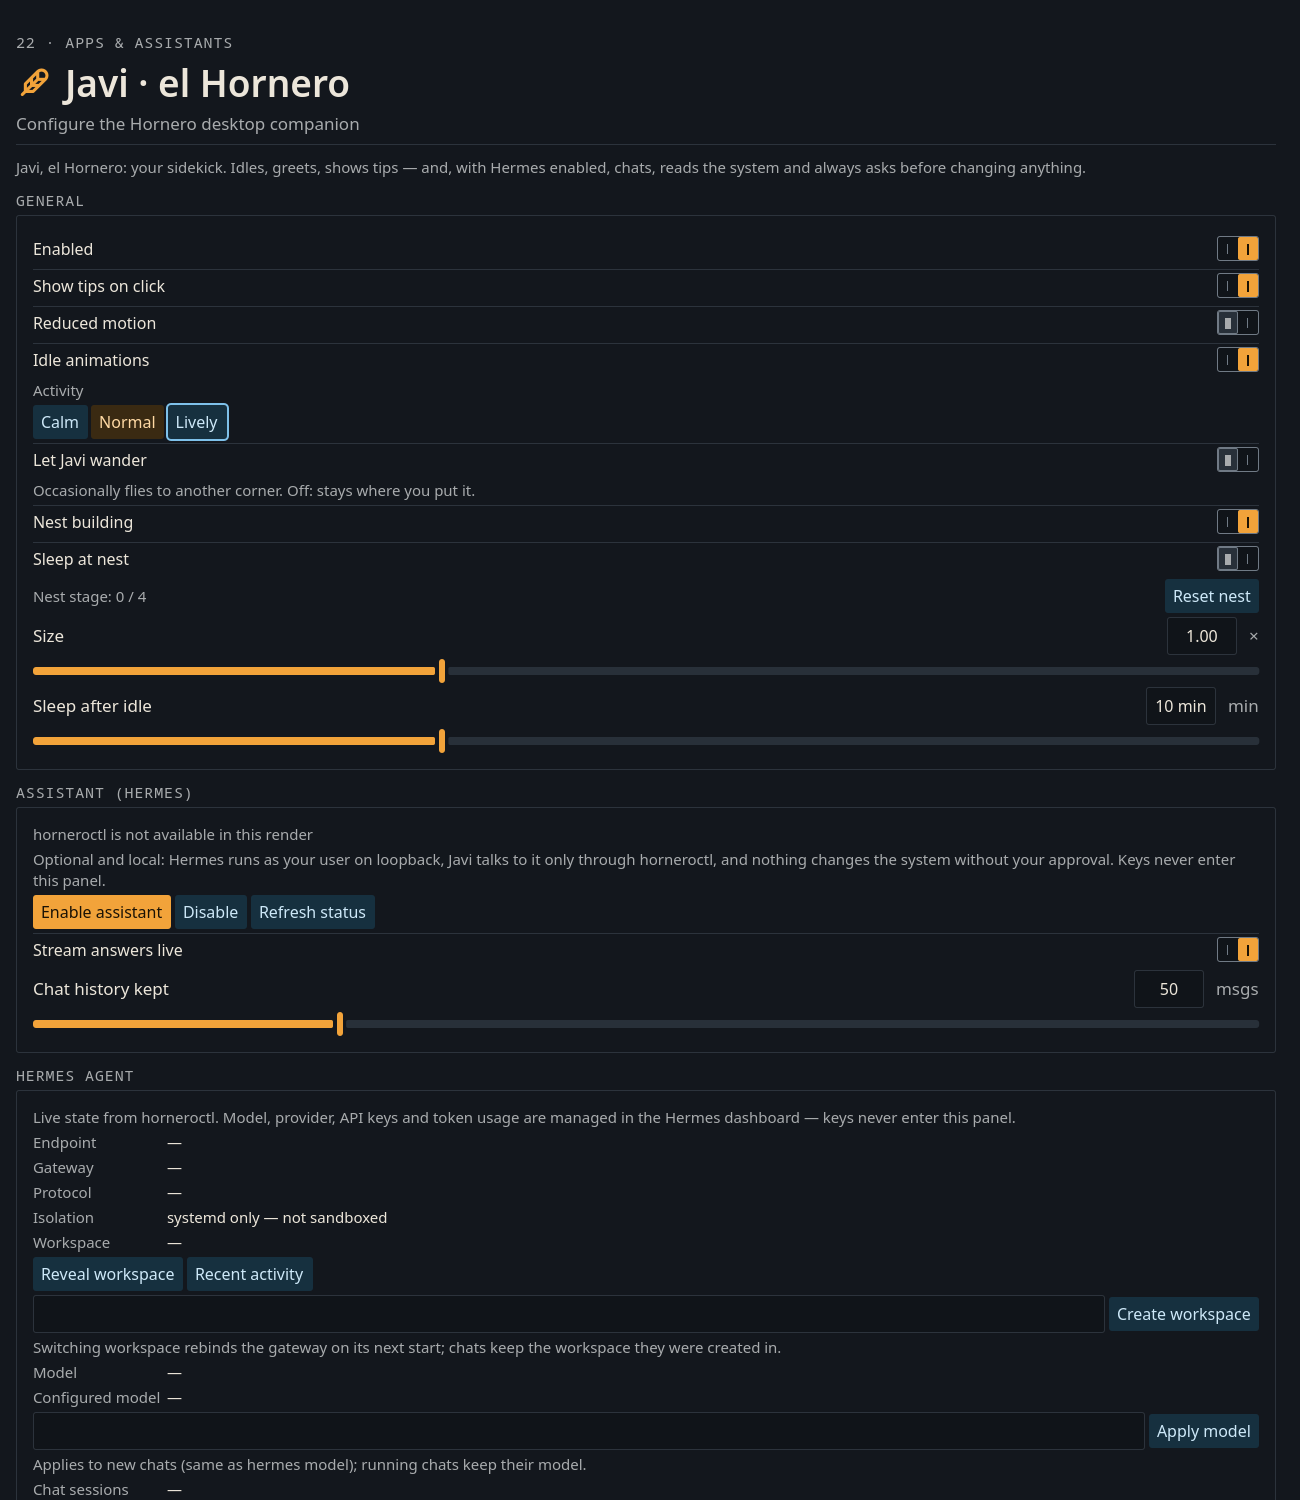 22 · APPS & ASSISTANTS
Javi · el Hornero
Configure the Hornero desktop companion
Javi, el Hornero: your sidekick. Idles, greets, shows tips — and, with Hermes enabled, chats, reads the system and always asks before changing anything.
GENERAL
Enabled
Show tips on click
Reduced motion
Idle animations
Activity
Calm Normal Lively
Let Javi wander
Occasionally flies to another corner. Off: stays where you put it.
Nest building
Sleep at nest
Nest stage: 0 / 4 Reset nest
Size 1.00 ×
Sleep after idle 10 min min
ASSISTANT (HERMES)
horneroctl is not available in this render
Optional and local: Hermes runs as your user on loopback, Javi talks to it only through horneroctl, and nothing changes the system without your approval. Keys never enter
this panel.
Enable assistant Disable Refresh status
Stream answers live
Chat history kept 50 msgs
HERMES AGENT
Live state from horneroctl. Model, provider, API keys and token usage are managed in the Hermes dashboard — keys never enter this panel.
Endpoint —
Gateway —
Protocol —
Isolation systemd only — not sandboxed
Workspace —
Reveal workspace Recent activity
Create workspace
Switching workspace rebinds the gateway on its next start; chats keep the workspace they were created in.
Model —
Configured model —
Apply model
Applies to new chats (same as hermes model); running chats keep their model.
Chat sessions —